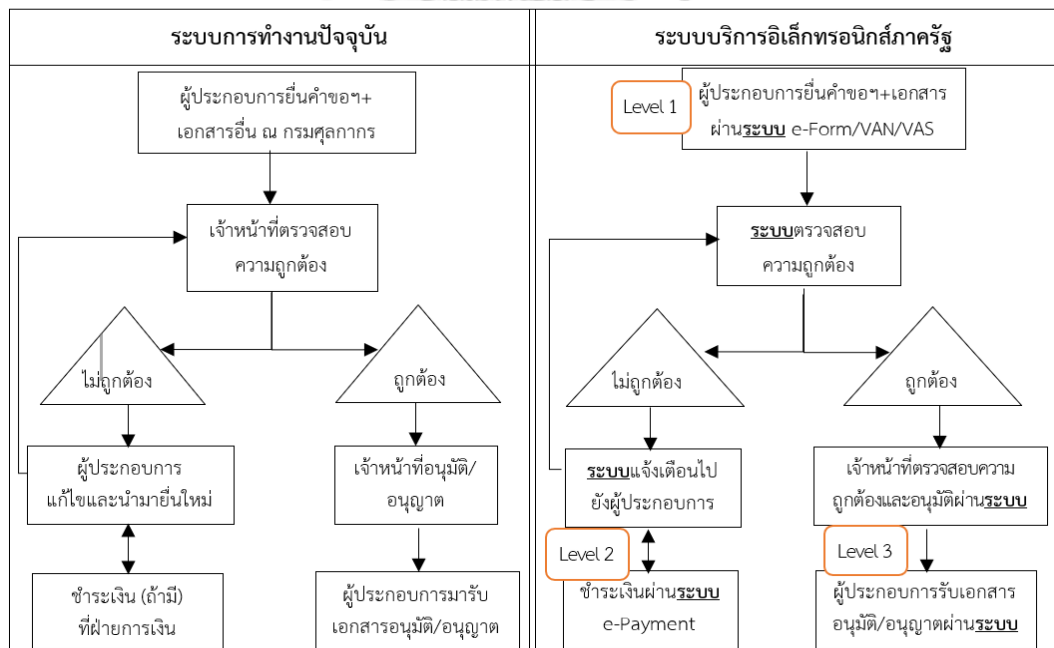 ระบบการทำงานปัจจุบัน
ผู้ประกอบการยื่นคำขอฯ+
เอกสารอื่น ณ กรมศุลกากร
เจ้าหน้าที่ตรวจสอบ
ความถูกต้อง
ไม่ถูกต้อง
ถูกต้อง
ผู้ประกอบการ
แก้ไขและนำมายื่นใหม่
เจ้าหน้าที่อนุมัติ/
อนุญาต
ชำระเงิน (ถ้ามี)
ที่ฝ่ายการเงิน
ผู้ประกอบการมารับ
เอกสารอนุมัติ/อนุญาต
ระบบบริการอิเล็กทรอนิกส์ภาครัฐ
Level 1
ผู้ประกอบการยื่นคำขอฯ+เอกสาร
ผ่านระบบ e-Form/VAN/VAS
ระบบตรวจสอบ
ความถูกต้อง
ไม่ถูกต้อง
ถูกต้อง
ระบบแจ้งเตือนไป
ยังผู้ประกอบการ
เจ้าหน้าที่ตรวจสอบความ
ถูกต้องและอนุมัติผ่านระบบ
Level 2
ชำระเงินผ่านระบบ
e-Payment
Level 3
ผู้ประกอบการรับเอกสาร
อนุมัติ/อนุญาตผ่านระบบ